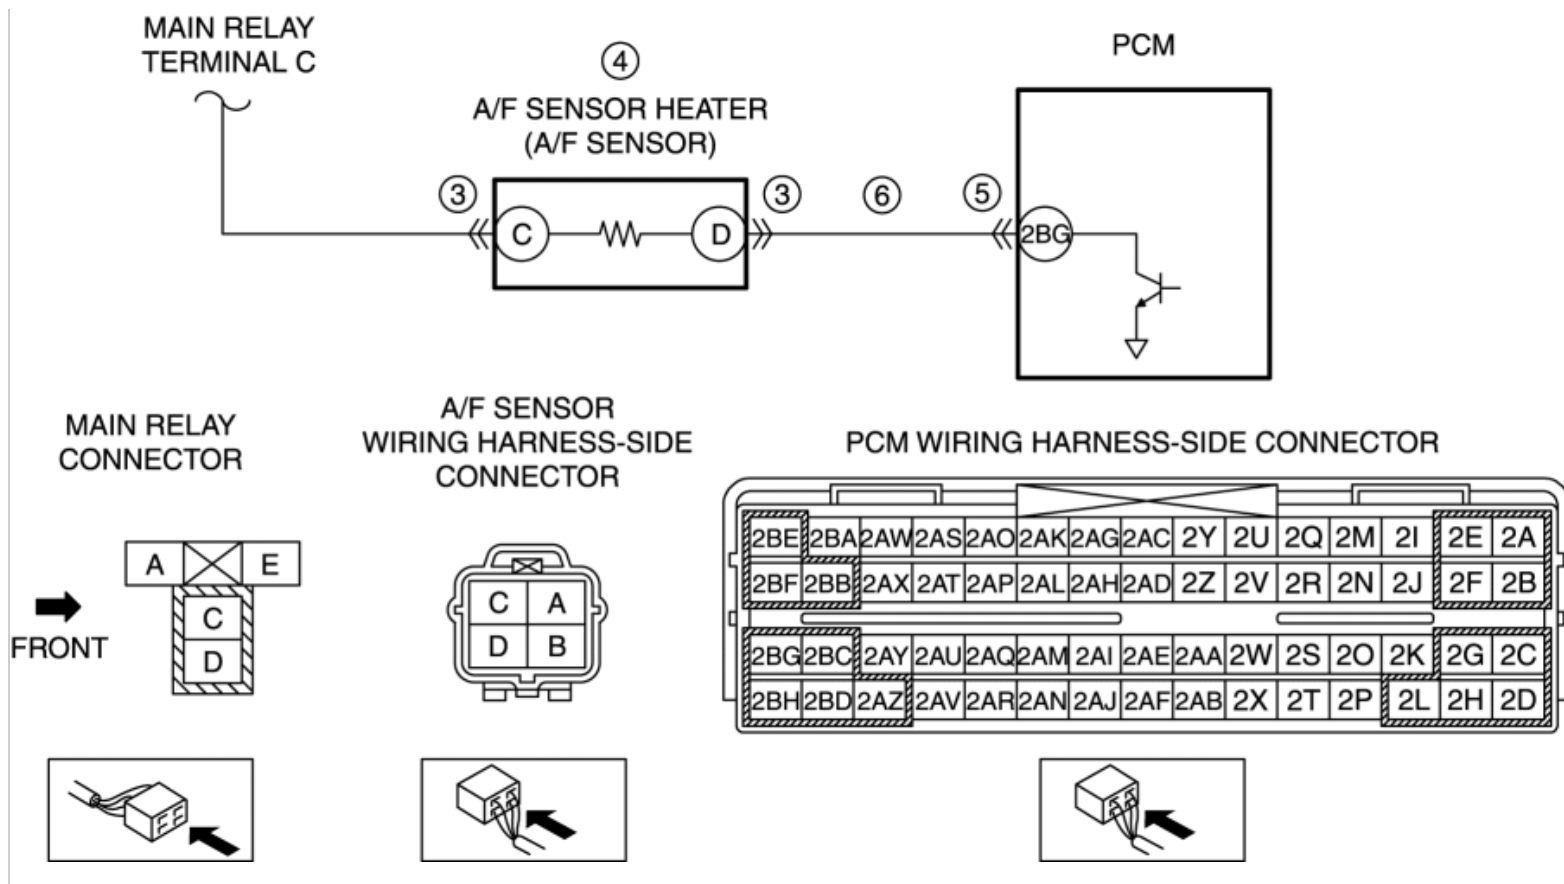 MAIN RELAY
TERMINAL C
4
A/F SENSOR HEATER
(A/F SENSOR)
PCM
3
C
D
3
6
5
2BG
MAIN RELAY
CONNECTOR
A/F SENSOR
WIRING HARNESS-SIDE
CONNECTOR
PCM WIRING HARNESS-SIDE CONNECTOR
A E
C
D
FRONT
C A
D B
2BE 2BA 2AW 2AS 2AO 2AK 2AG 2AC 2Y 2U 2Q 2M 2I 2E 2A
2BF 2BB 2AX 2AT 2AP 2AL 2AH 2AD 2Z 2V 2R 2N 2J 2F 2B
2BG 2BC 2AY 2AU 2AQ 2AM 2AI 2AE 2AA 2W 2S 2O 2K 2G 2C
2BH 2BD 2AZ 2AV 2AR 2AN 2AJ 2AF 2AB 2X 2T 2P 2L 2H 2D